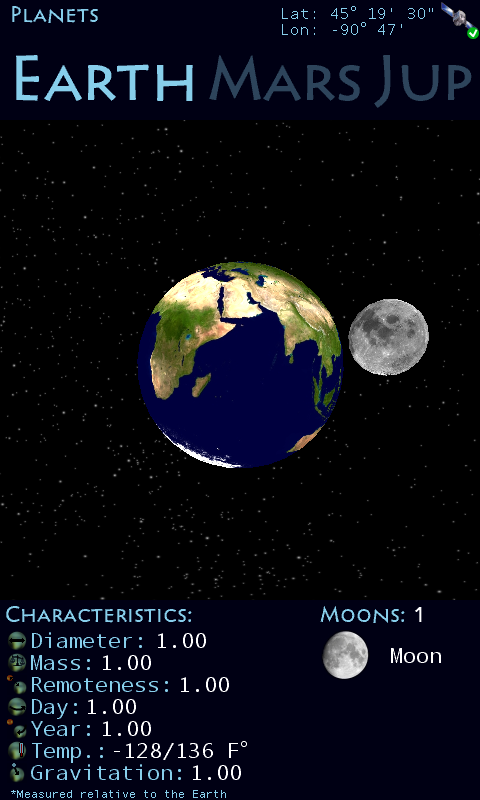 Planets
Lat: 45° 19' 30"
Lon: -90° 47'
Earth Mars Jup
Characteristics:
Diameter: 1.00
Mass: 1.00
Remoteness: 1.00
Day: 1.00
Year: 1.00
Temp.: -128/136 F°
Gravitation: 1.00
*Measured relative to the Earth
Moons: 1
Moon